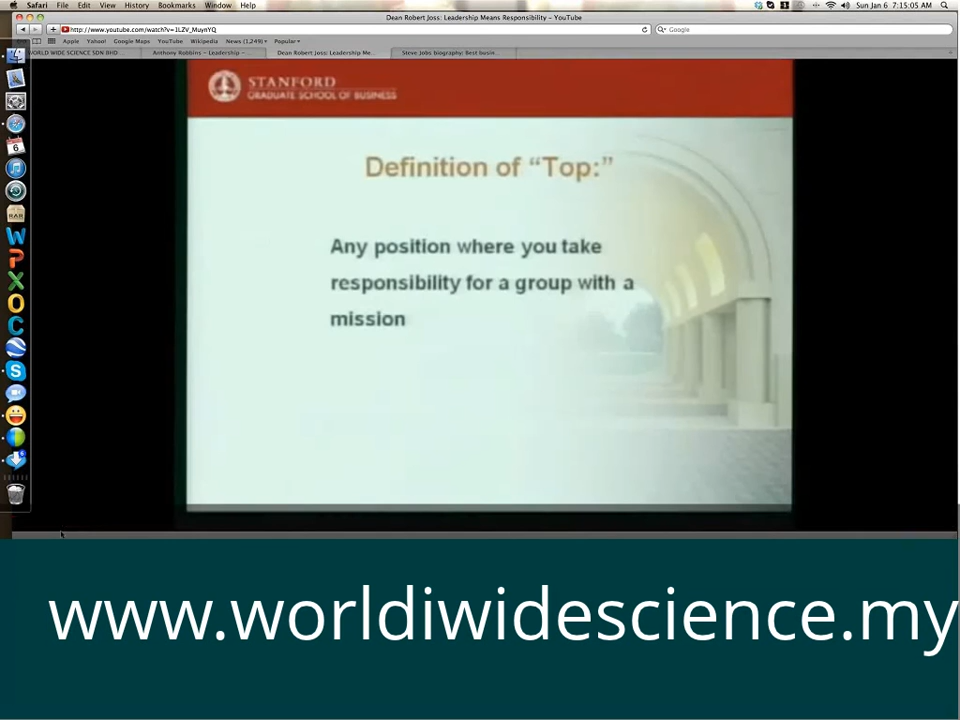 Safari File Edit View History Bookmarks Window Help
Sun Jan 6 7:15:05 AM
Dean Robert Joss: Leadership Means Responsibility – YouTube
http://www.youtube.com/watch?v=1LZV_MuynYQ
Google
Apple Yahoo! Google Maps YouTube Wikipedia News (1,249) Popular
WORLD WIDE SCIENCE SDN BHD ... Anthony Robbins – Leadership – ... Dean Robert Joss: Leadership Me... Steve Jobs biography: Best busin...
STANFORD
GRADUATE SCHOOL OF BUSINESS
Definition of “Top:”
Any position where you take
responsibility for a group with a
mission
www.worldiwidescience.my